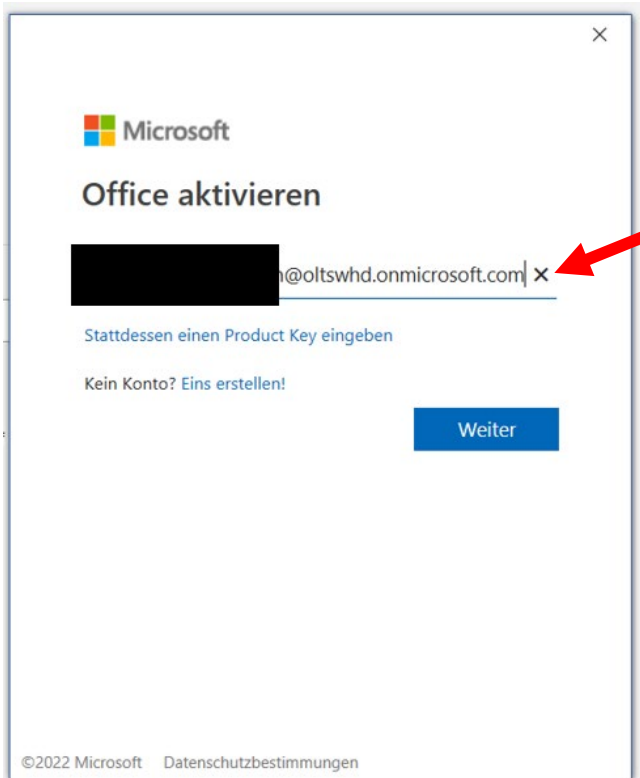 Microsoft
Office aktivieren
@oltswhd.onmicrosoft.com
Stattdessen einen Product Key eingeben
Kein Konto? Eins erstellen!
Weiter
©2022 Microsoft Datenschutzbestimmungen